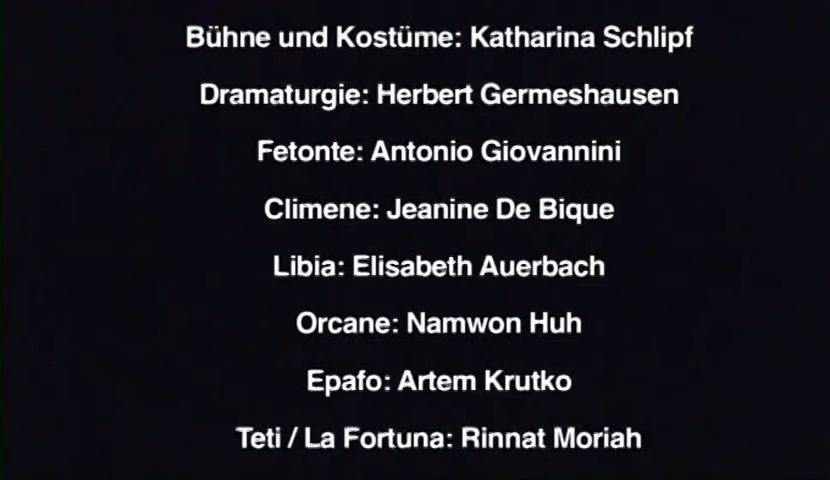 Bühne und Kostüme: Katharina Schlipf
Dramaturgie: Herbert Germeshausen
Fetonte: Antonio Giovannini
Climene: Jeanine De Bique
Libia: Elisabeth Auerbach
Orcane: Namwon Huh
Epafo: Artem Krutko
Teti / La Fortuna: Rinnat Moriah